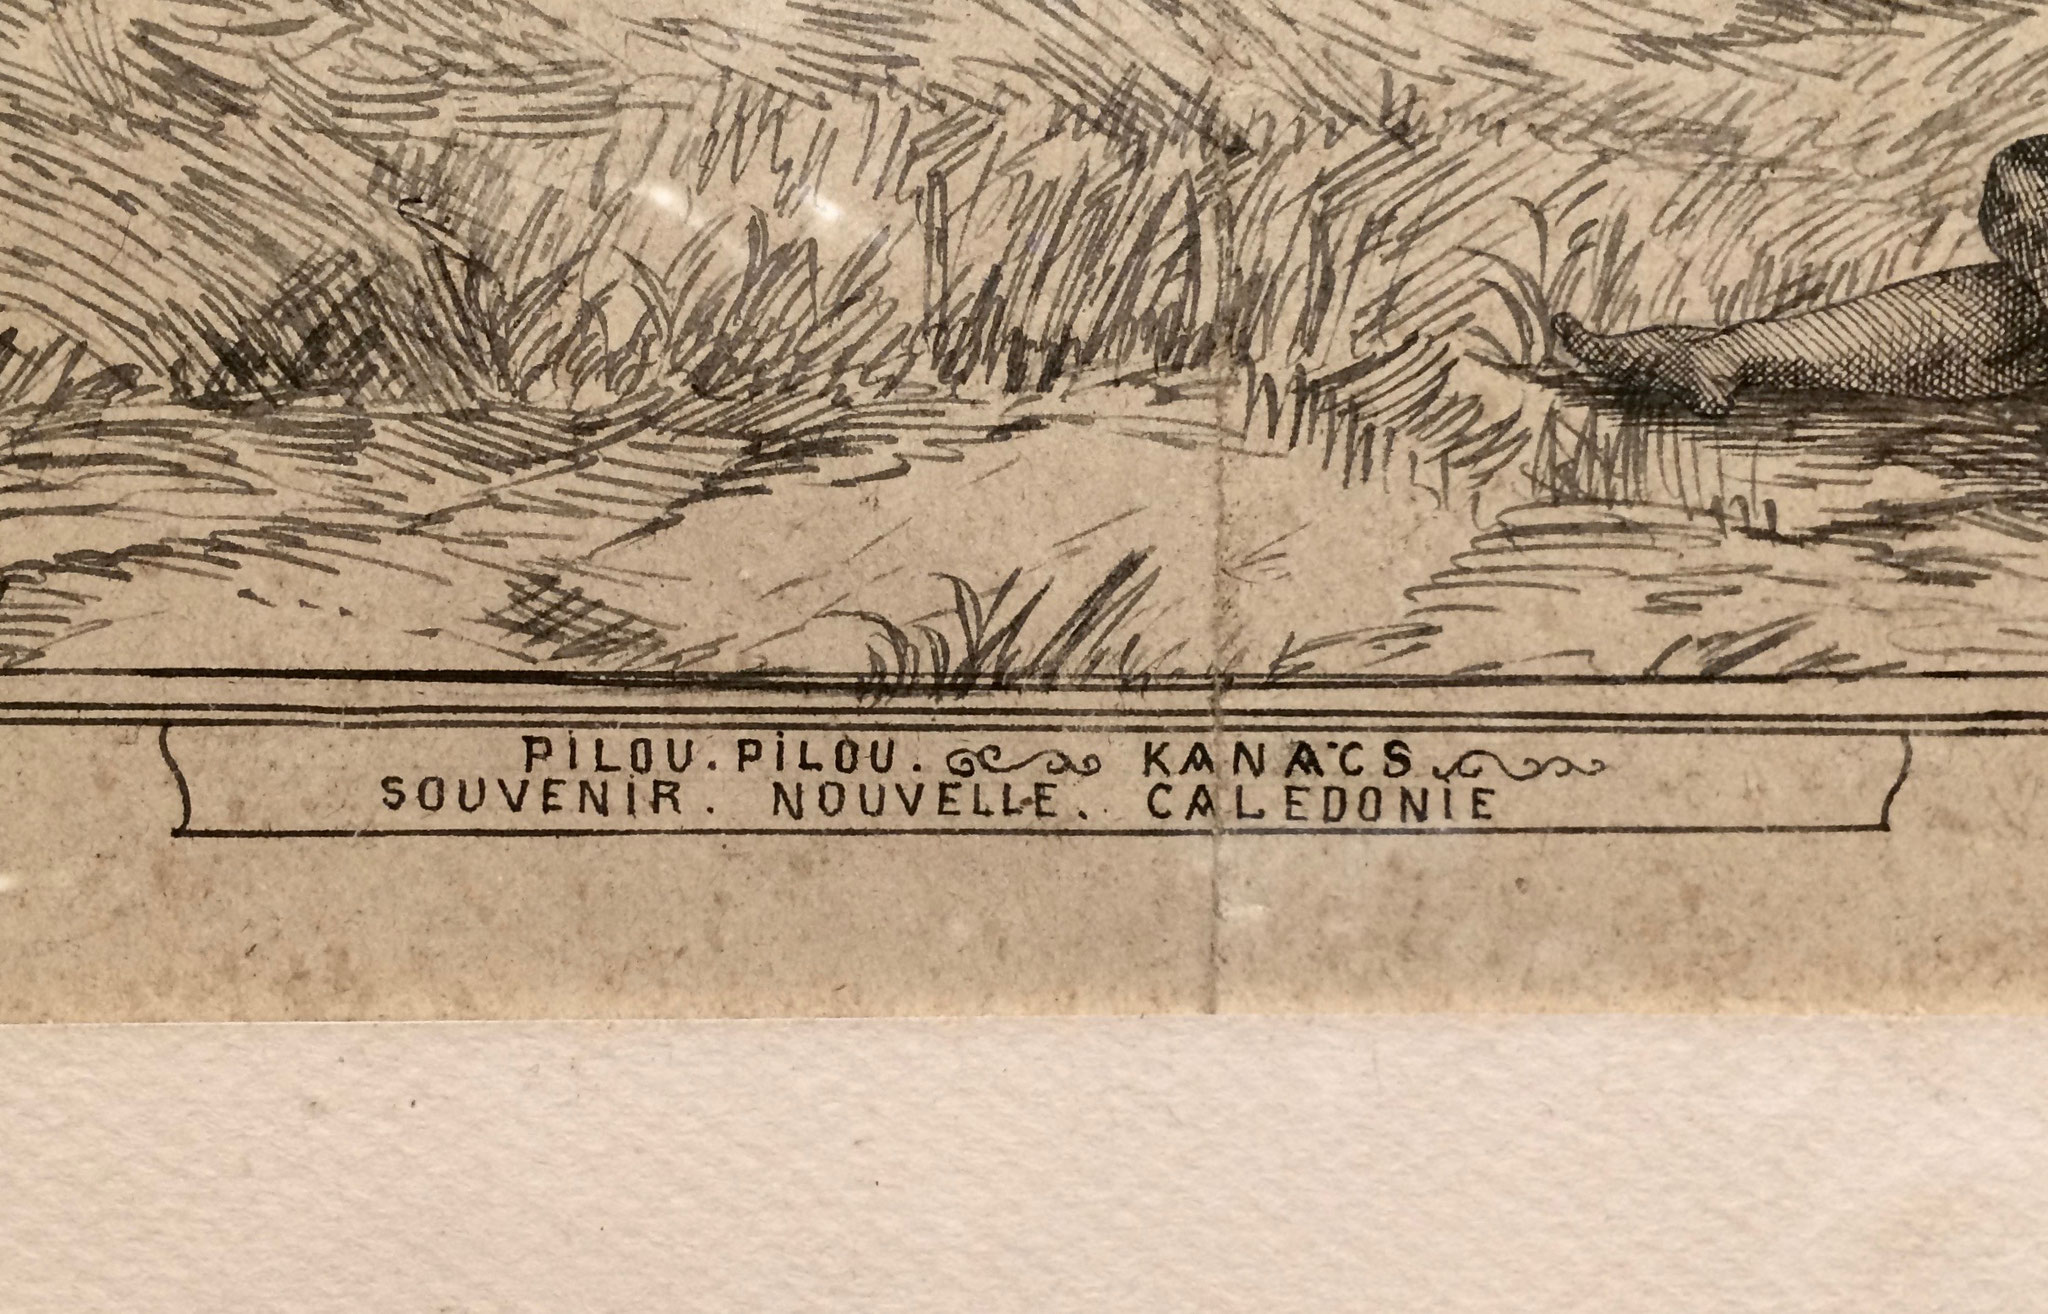 PILOU. PILOU. KANACS.
SOUVENIR. NOUVELLE. CALEDONIE